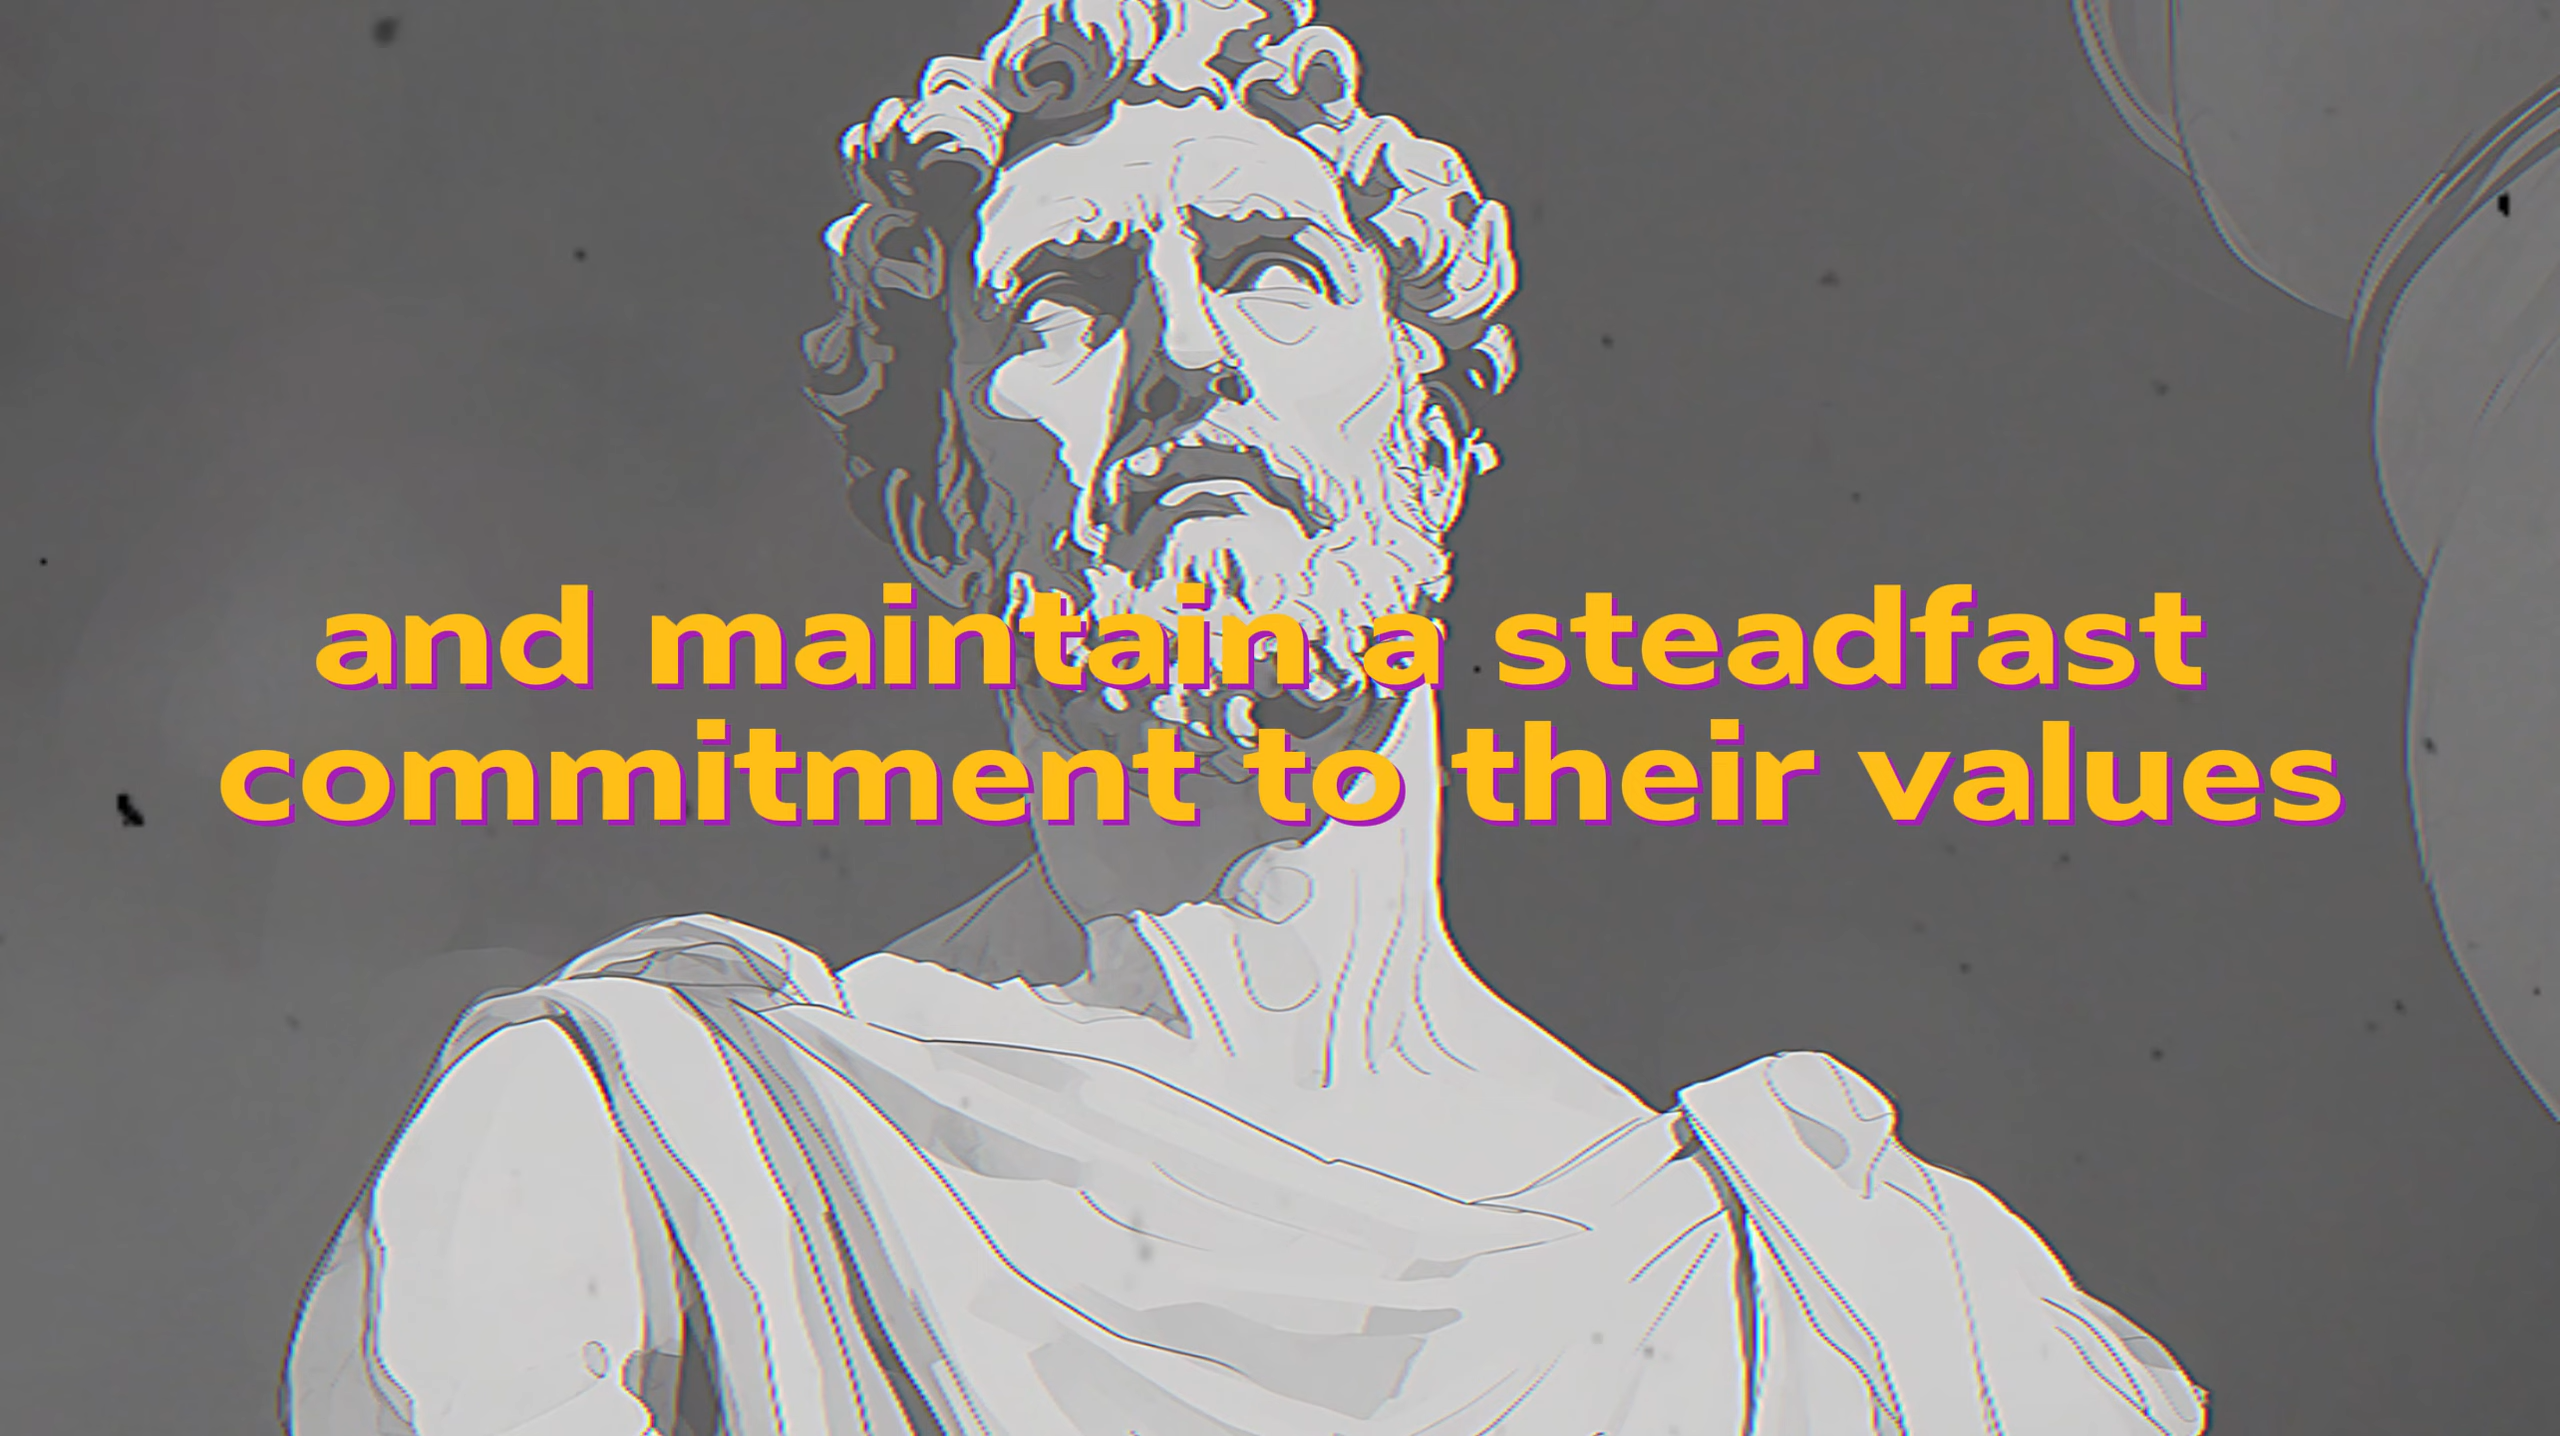 and maintain a steadfast
commitment to their values